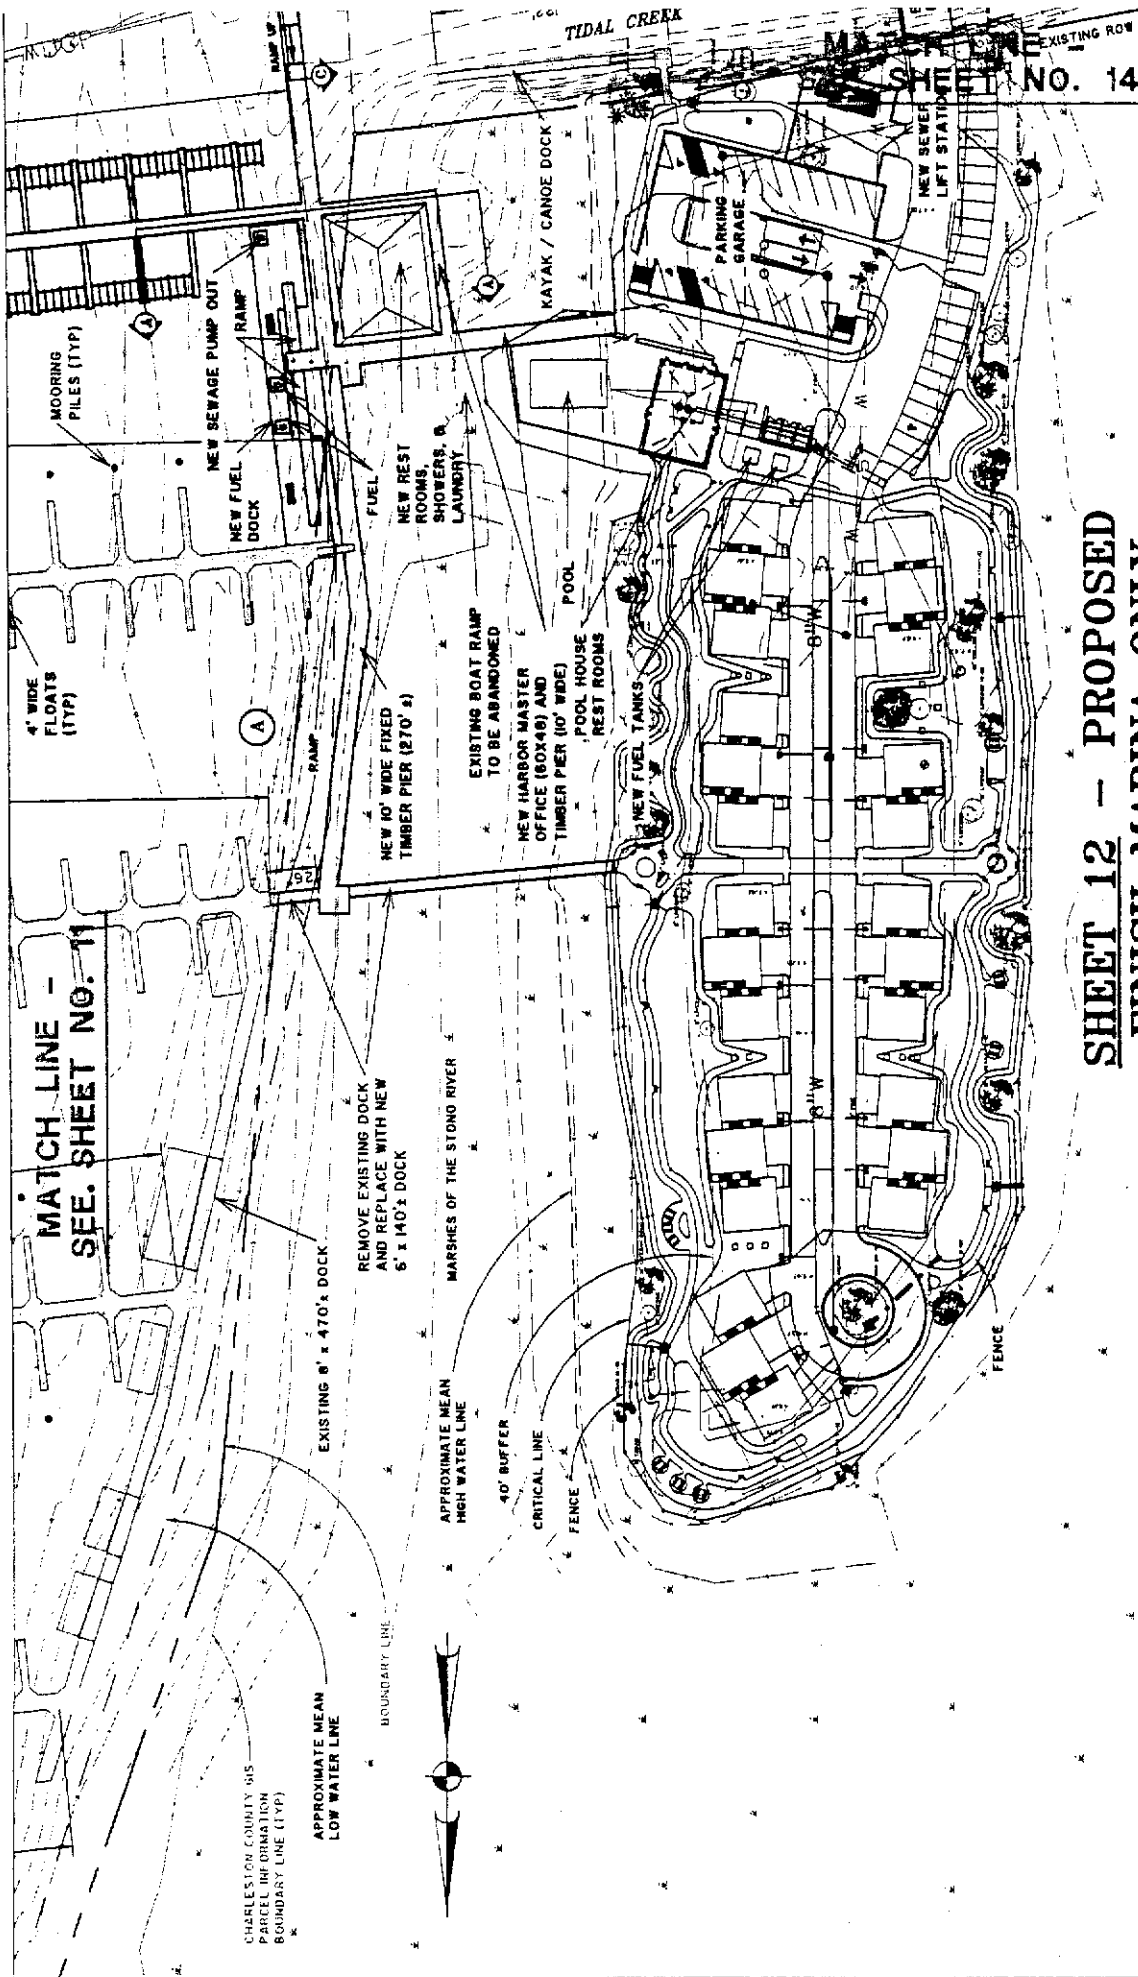 TIDAL CREEK
EXISTING ROW
SHEET NO. 14
RAMP UP
C
KAYAK / CANOE DOCK
NEW SEWER
LIFT STATION
PARKING
GARAGE
A
A
MOORING
PILES (TYP)
NEW SEWAGE PUMP OUT
RAMP
NEW FUEL
DOCK
FUEL
NEW REST
ROOMS,
SHOWERS, &
LAUNDRY
POOL
4' WIDE
FLOATS
(TYP)
A
RAMP
NEW 10' WIDE FIXED
TIMBER PIER (270' ±)
EXISTING BOAT RAMP
TO BE ABANDONED
NEW HARBOR MASTER
OFFICE (60X48) AND
TIMBER PIER (10' WIDE)
POOL HOUSE
REST ROOMS
NEW FUEL TANKS
W
W
8" W
26'
MATCH LINE -
SEE SHEET NO. 11
REMOVE EXISTING DOCK
AND REPLACE WITH NEW
6' x 140'± DOCK
MARSHES OF THE STONO RIVER
8" W
EXISTING 8' x 470'± DOCK
APPROXIMATE MEAN
HIGH WATER LINE
40' BUFFER
CRITICAL LINE
FENCE
FENCE
BOUNDARY LINE
APPROXIMATE MEAN
LOW WATER LINE
CHARLESTON COUNTY GIS
PARCEL INFORMATION
BOUNDARY LINE (TYP)
SHEET 12 - PROPOSED